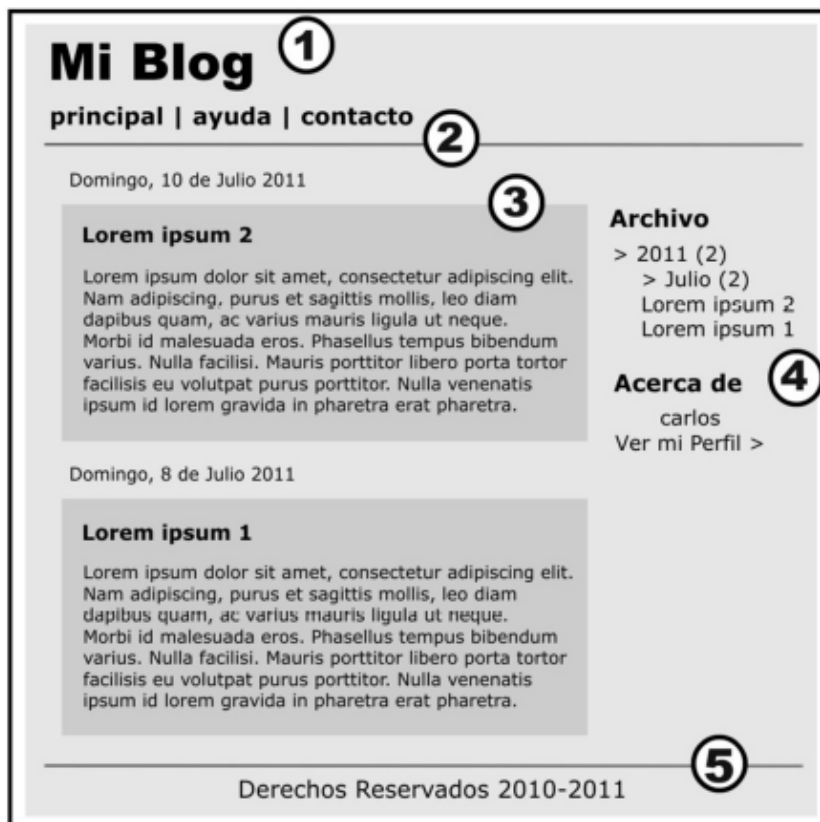 Mi Blog 1
principal | ayuda | contacto
2
Domingo, 10 de Julio 2011
3
Lorem ipsum 2
Lorem ipsum dolor sit amet, consectetur adipiscing elit.
Nam adipiscing, purus et sagittis mollis, leo diam
dapibus quam, ac varius mauris ligula ut neque.
Morbi id malesuada eros. Phasellus tempus bibendum
varius. Nulla facilisi. Mauris porttitor libero porta tortor
facilisis eu volutpat purus porttitor. Nulla venenatis
ipsum id lorem gravida in pharetra erat pharetra.
Domingo, 8 de Julio 2011
Lorem ipsum 1
Lorem ipsum dolor sit amet, consectetur adipiscing elit.
Nam adipiscing, purus et sagittis mollis, leo diam
dapibus quam, ac varius mauris ligula ut neque.
Morbi id malesuada eros. Phasellus tempus bibendum
varius. Nulla facilisi. Mauris porttitor libero porta tortor
facilisis eu volutpat purus porttitor. Nulla venenatis
ipsum id lorem gravida in pharetra erat pharetra.
Archivo
> 2011 (2)
> Julio (2)
Lorem ipsum 2
Lorem ipsum 1
Acerca de 4
carlos
Ver mi Perfil >
5
Derechos Reservados 2010-2011